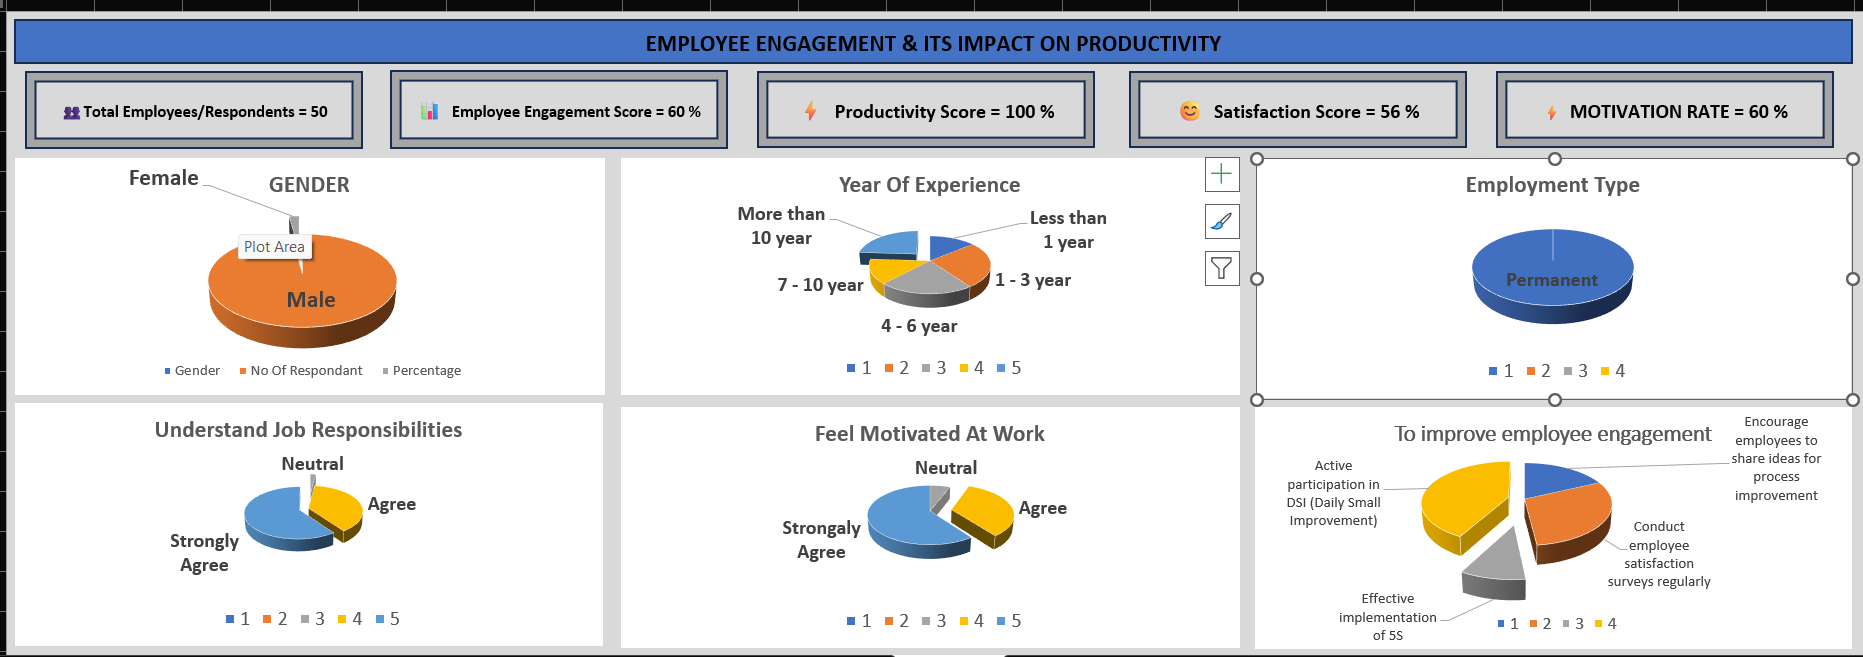 EMPLOYEE ENGAGEMENT & ITS IMPACT ON PRODUCTIVITY
Total Employees/Respondents = 50
Employee Engagement Score = 60 %
Productivity Score = 100 %
Satisfaction Score = 56 %
MOTIVATION RATE = 60 %
GENDER
Female
Plot Area
Male
Gender
No Of Respondant
Percentage
Year Of Experience
More than
10 year
Less than
1 year
7 - 10 year
1 - 3 year
4 - 6 year
1 2 3 4 5
Employment Type
Permanent
1 2 3 4
Understand Job Responsibilities
Neutral
Agree
Strongly
Agree
1 2 3 4 5
Feel Motivated At Work
Neutral
Agree
Strongaly
Agree
1 2 3 4 5
To improve employee engagement
Encourage
employees to
share ideas for
process
improvement
Active
participation in
DSI (Daily Small
Improvement)
Conduct
employee
satisfaction
surveys regularly
Effective
implementation
of 5S
1 2 3 4